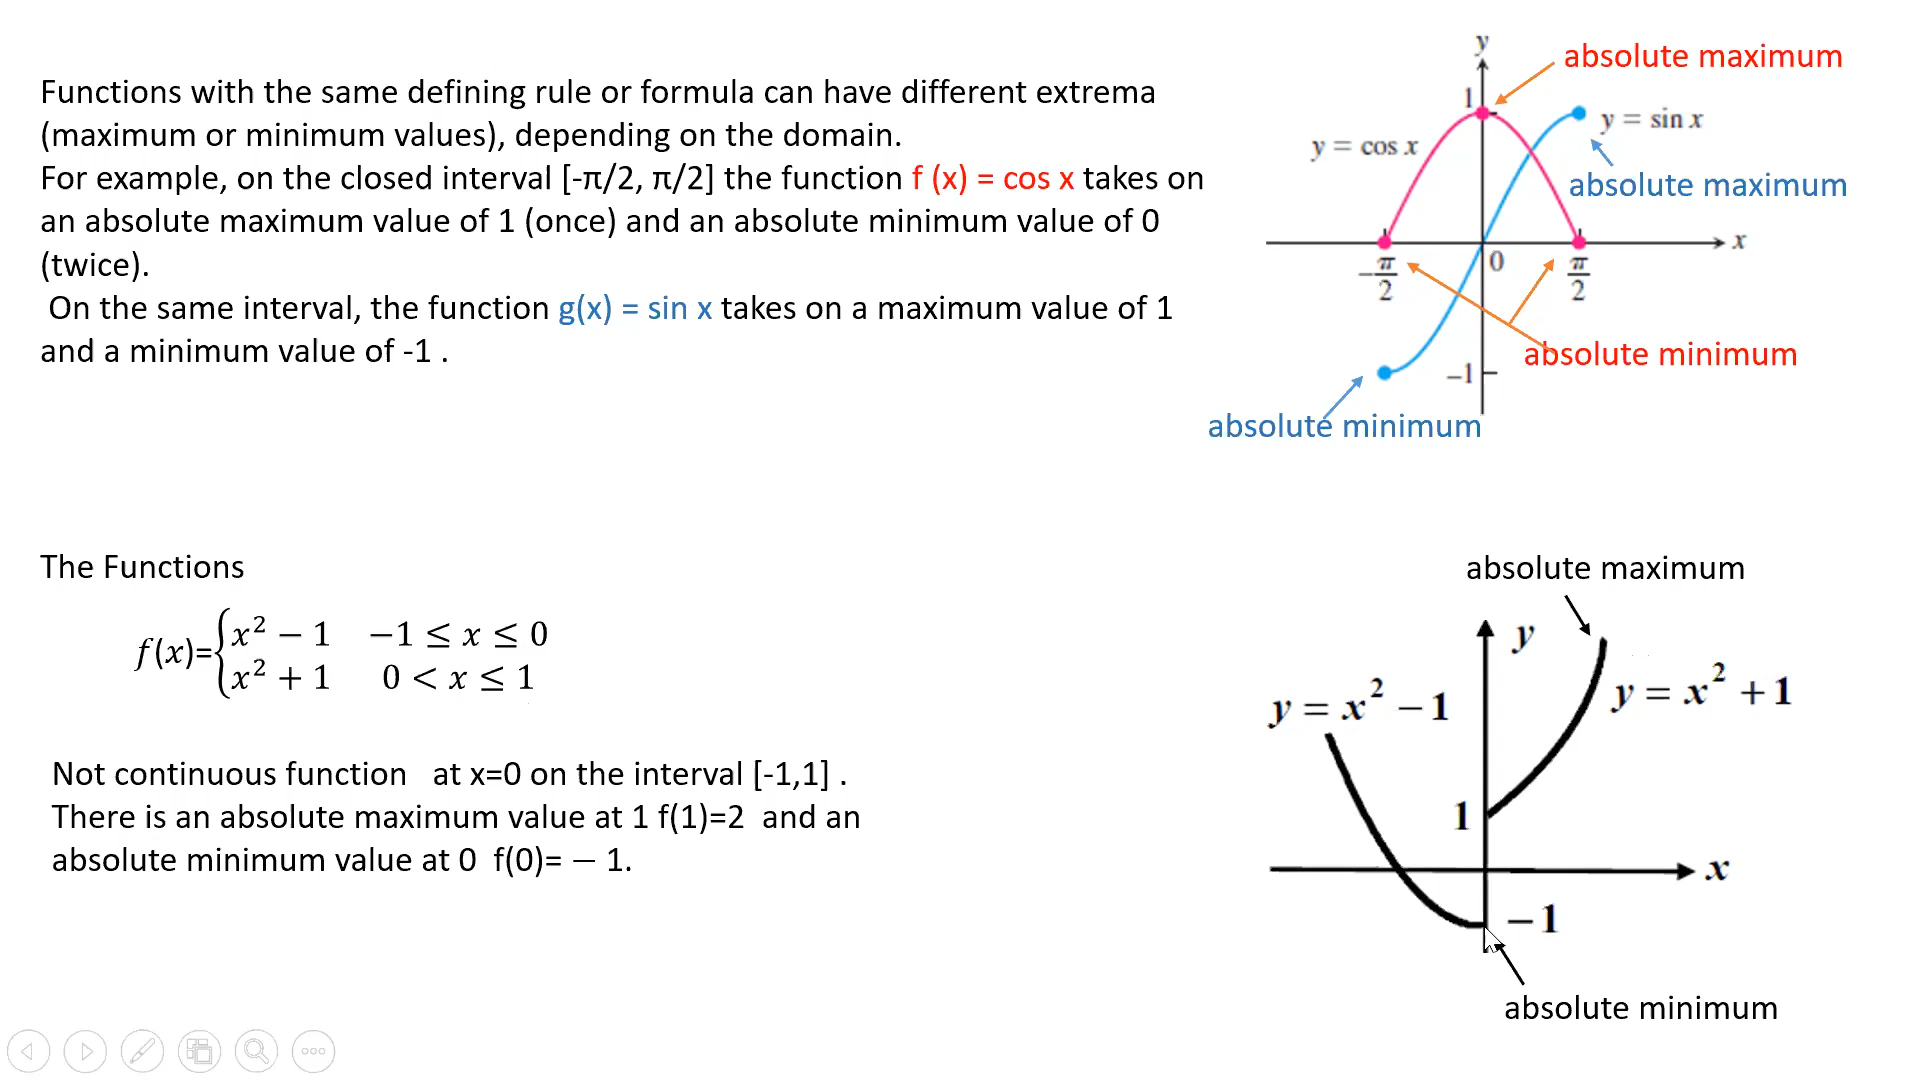 Functions with the same defining rule or formula can have different extrema
(maximum or minimum values), depending on the domain.
For example, on the closed interval [-π/2, π/2] the function f (x) = cos x takes on
an absolute maximum value of 1 (once) and an absolute minimum value of 0
(twice).
On the same interval, the function g(x) = sin x takes on a maximum value of 1
and a minimum value of -1 .
y
absolute maximum
1
y = sin x
y = cos x
absolute maximum
x
0
-π/2
π/2
absolute minimum
-1
absolute minimum
The Functions
f(x)={x² − 1 −1 ≤ x ≤ 0
x² + 1 0 < x ≤ 1
Not continuous function at x=0 on the interval [-1,1] .
There is an absolute maximum value at 1 f(1)=2 and an
absolute minimum value at 0 f(0)= − 1.
absolute maximum
y
y = x² + 1
y = x² − 1
1
x
− 1
absolute minimum